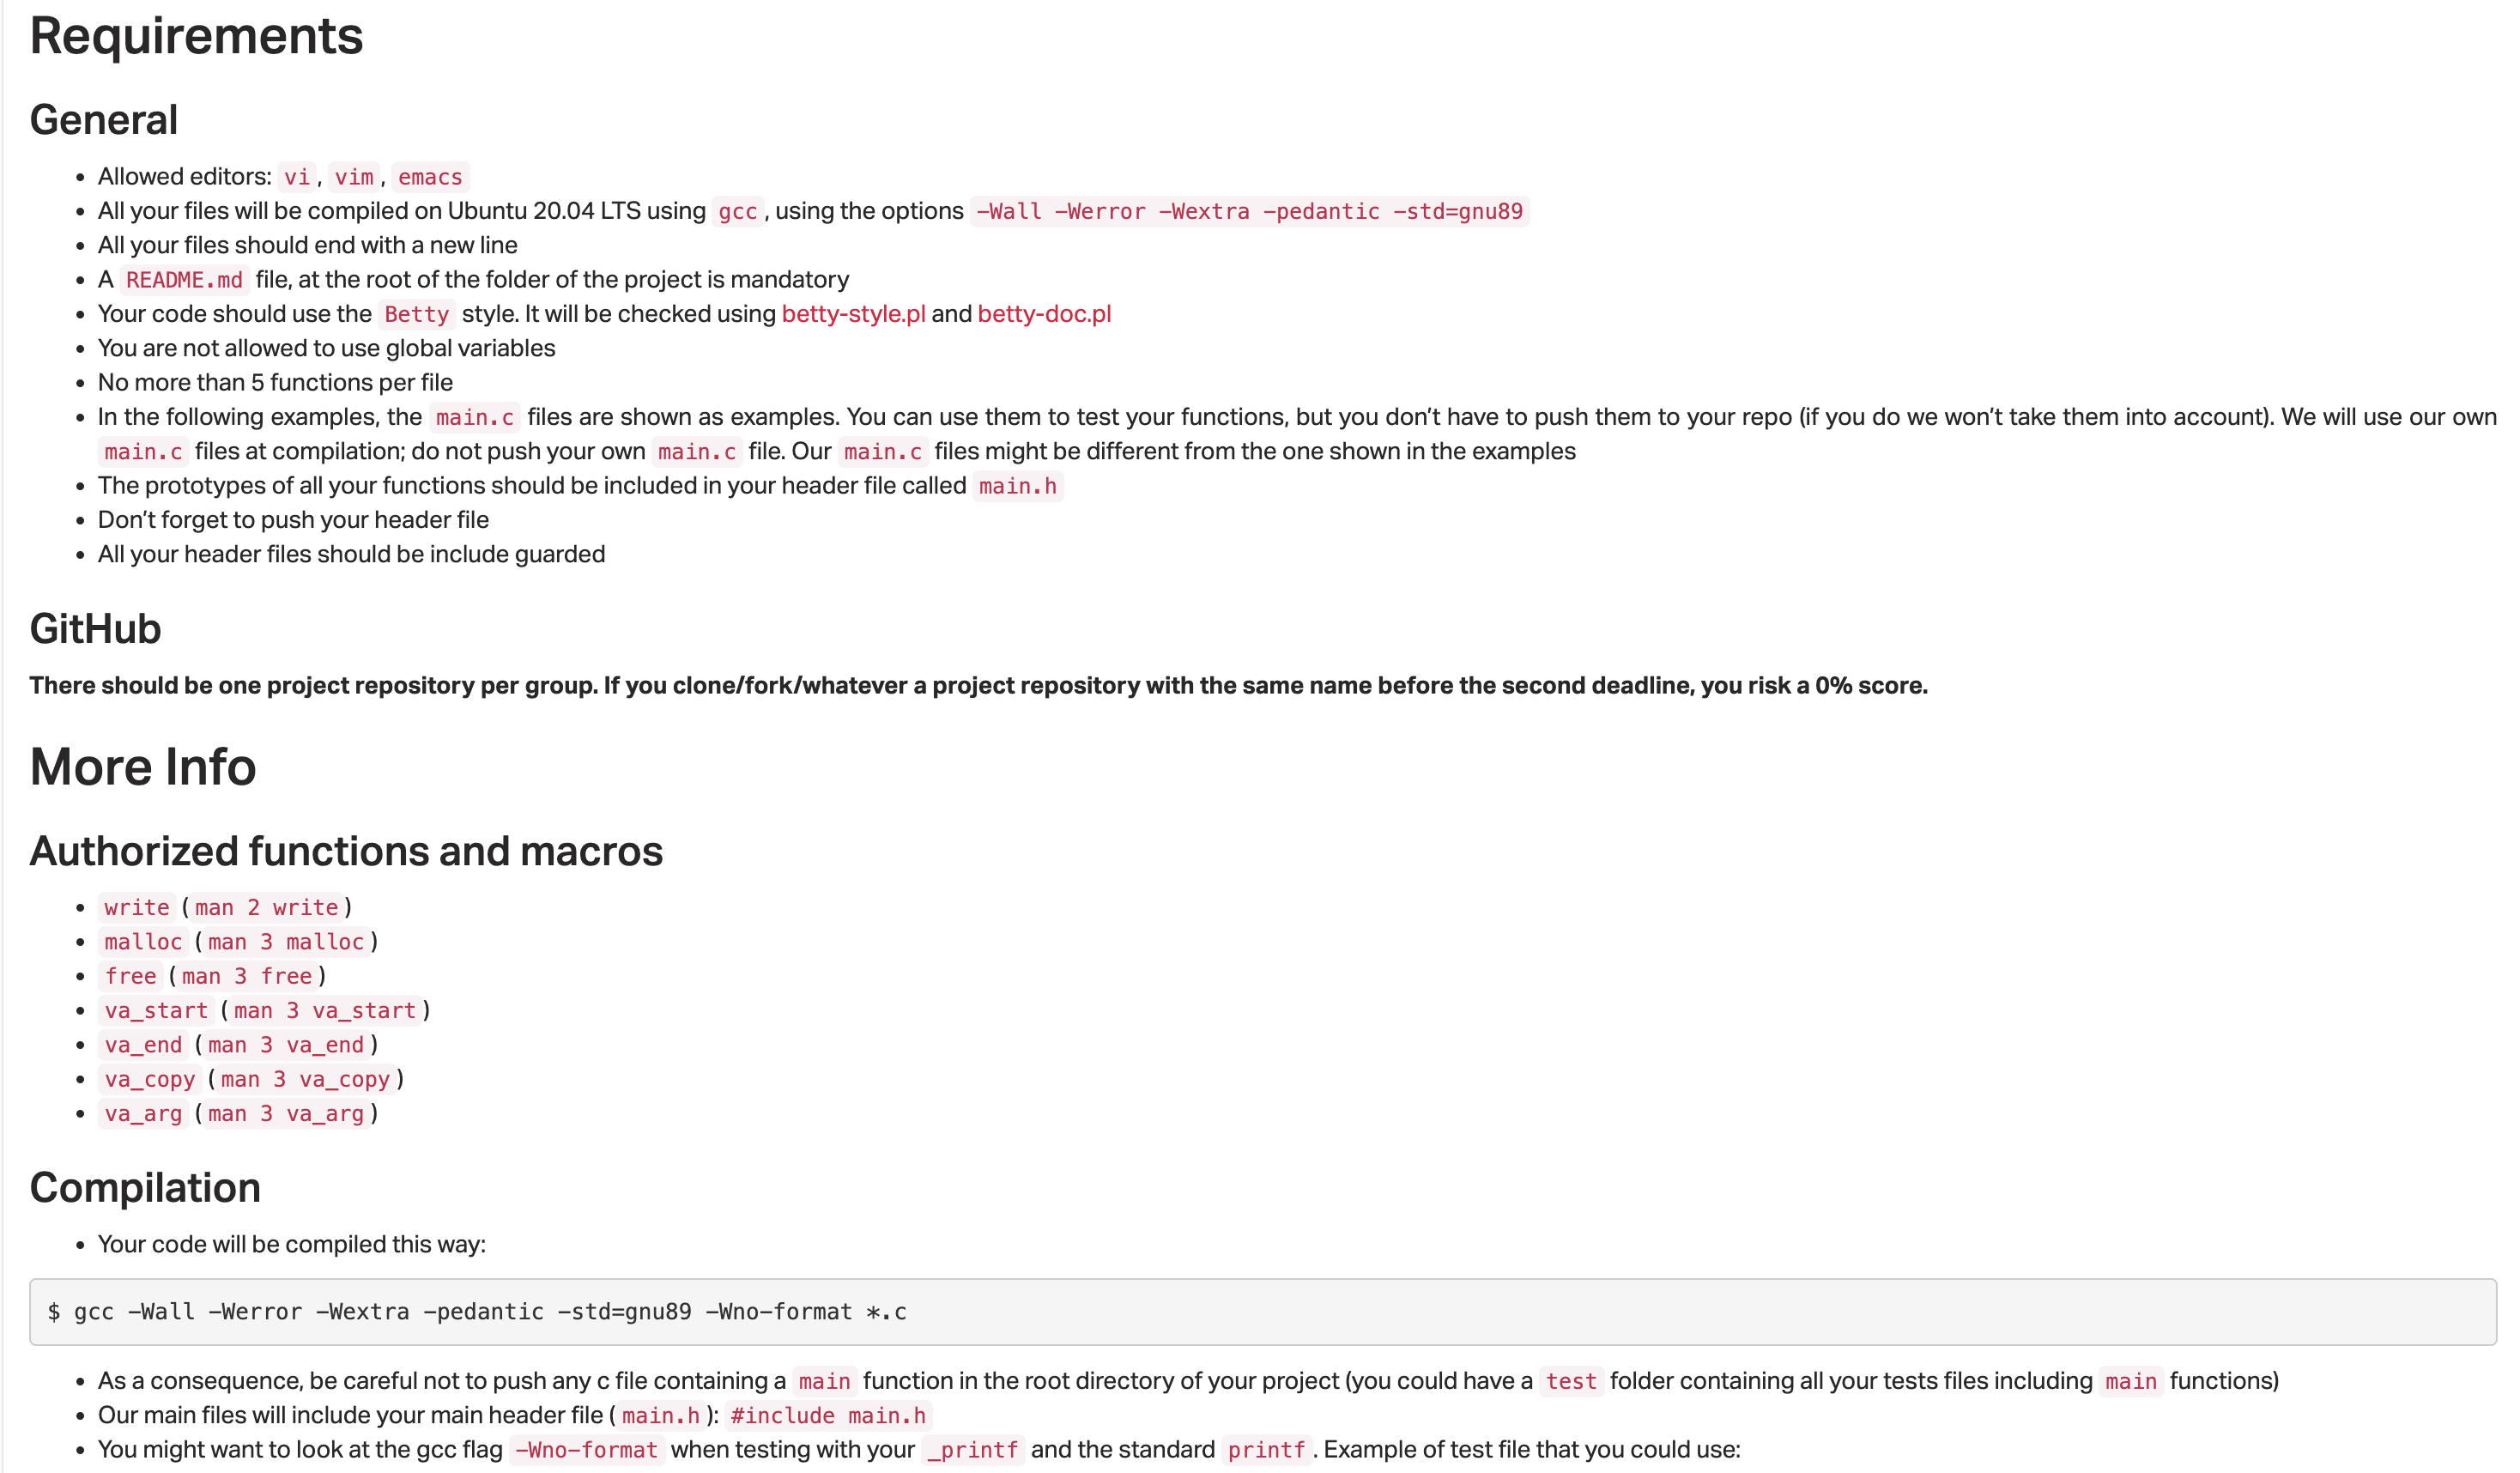 Requirements
General
• Allowed editors: vi, vim, emacs
• All your files will be compiled on Ubuntu 20.04 LTS using gcc, using the options -Wall -Werror -Wextra -pedantic -std=gnu89
• All your files should end with a new line
• A README.md file, at the root of the folder of the project is mandatory
• Your code should use the Betty style. It will be checked using betty-style.pl and betty-doc.pl
• You are not allowed to use global variables
• No more than 5 functions per file
• In the following examples, the main.c files are shown as examples. You can use them to test your functions, but you don’t have to push them to your repo (if you do we won’t take them into account). We will use our own
main.c files at compilation; do not push your own main.c file. Our main.c files might be different from the one shown in the examples
• The prototypes of all your functions should be included in your header file called main.h
• Don’t forget to push your header file
• All your header files should be include guarded
GitHub
There should be one project repository per group. If you clone/fork/whatever a project repository with the same name before the second deadline, you risk a 0% score.
More Info
Authorized functions and macros
• write (man 2 write)
• malloc (man 3 malloc)
• free (man 3 free)
• va_start (man 3 va_start)
• va_end (man 3 va_end)
• va_copy (man 3 va_copy)
• va_arg (man 3 va_arg)
Compilation
• Your code will be compiled this way:
$ gcc -Wall -Werror -Wextra -pedantic -std=gnu89 -Wno-format *.c
• As a consequence, be careful not to push any c file containing a main function in the root directory of your project (you could have a test folder containing all your tests files including main functions)
• Our main files will include your main header file (main.h): #include main.h
• You might want to look at the gcc flag -Wno-format when testing with your _printf and the standard printf. Example of test file that you could use: